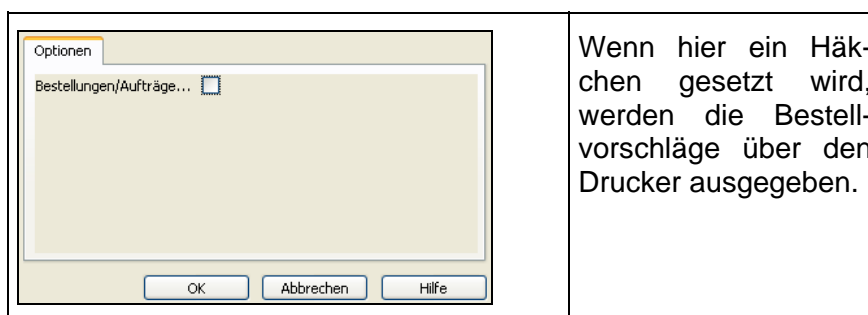 Optionen
Bestellungen/Aufträge...
OK Abbrechen Hilfe
Wenn hier ein Häk-
chen gesetzt wird,
werden die Bestell-
vorschläge über den
Drucker ausgegeben.